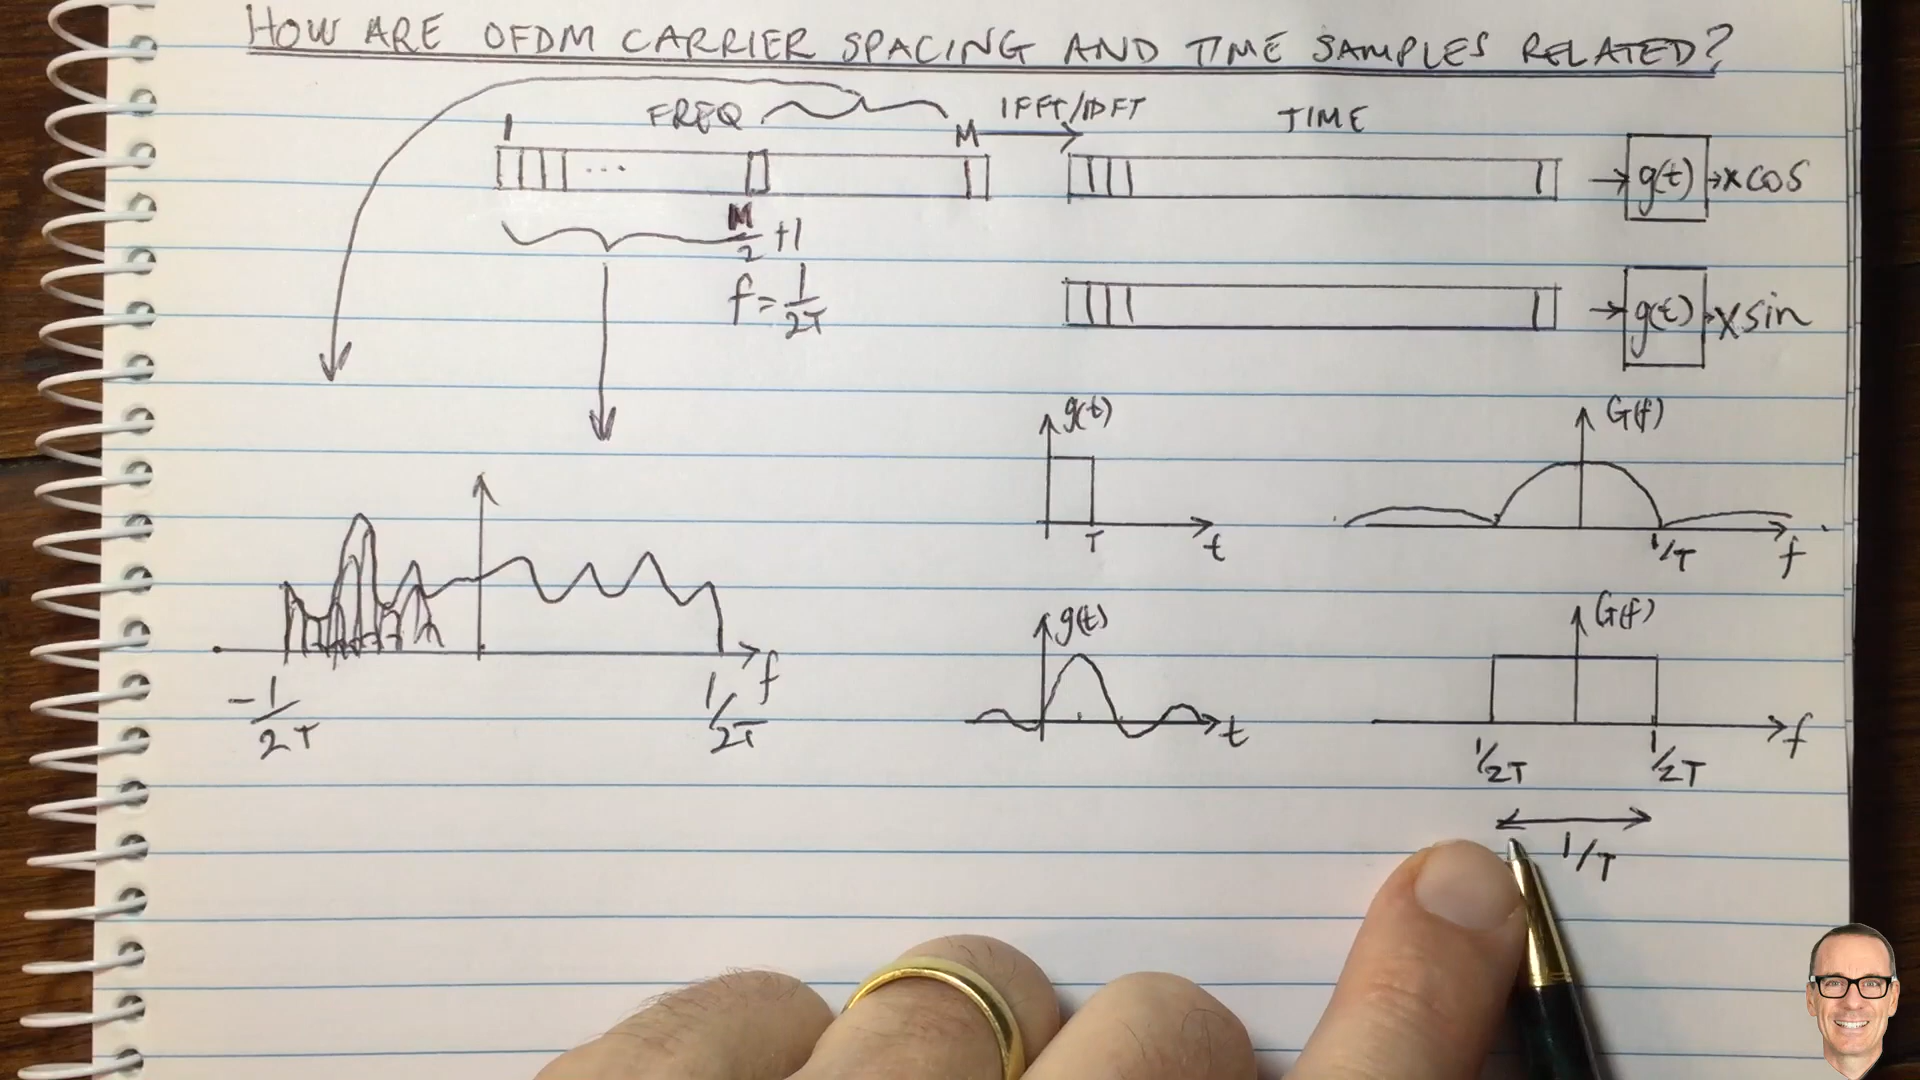 HOW ARE OFDM CARRIER SPACING AND TIME SAMPLES RELATED?
1 FREQ M IFFT/IDFT TIME
...
g(t) x cos
M/2 +1
f = 1/2T
g(t) x sin
g(t)
T t
G(f)
1/T f
f
-1/2T 1/2T
g(t)
t
G(f)
f
1/2T 1/2T
1/T